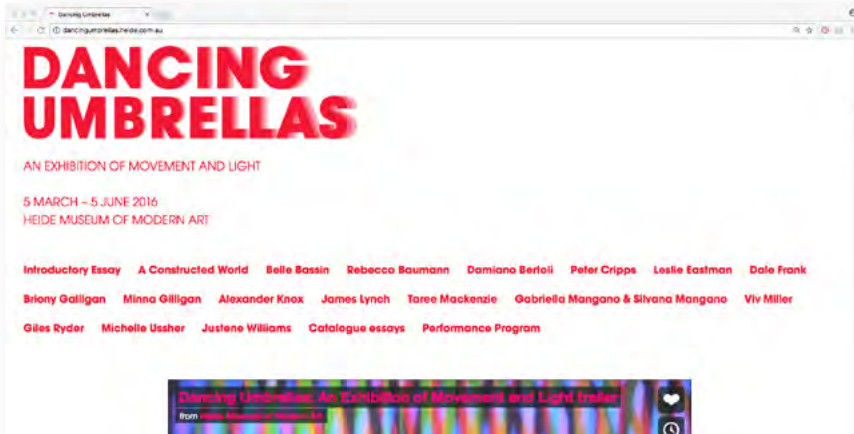 Dancing Umbrellas
dancingumbrellas.heide.com.au
DANCING
UMBRELLAS
AN EXHIBITION OF MOVEMENT AND LIGHT
5 MARCH – 5 JUNE 2016
HEIDE MUSEUM OF MODERN ART
Introductory Essay A Constructed World Belle Bassin Rebecca Baumann Damiano Bertoli Peter Cripps Leslie Eastman Dale Frank
Briony Galligan Minna Gilligan Alexander Knox James Lynch Taree Mackenzie Gabriella Mangano & Silvana Mangano Viv Miller
Giles Ryder Michelle Ussher Justene Williams Catalogue essays Performance Program
Dancing Umbrellas: An Exhibition of Movement and Light trailer
from Heide Museum of Modern Art